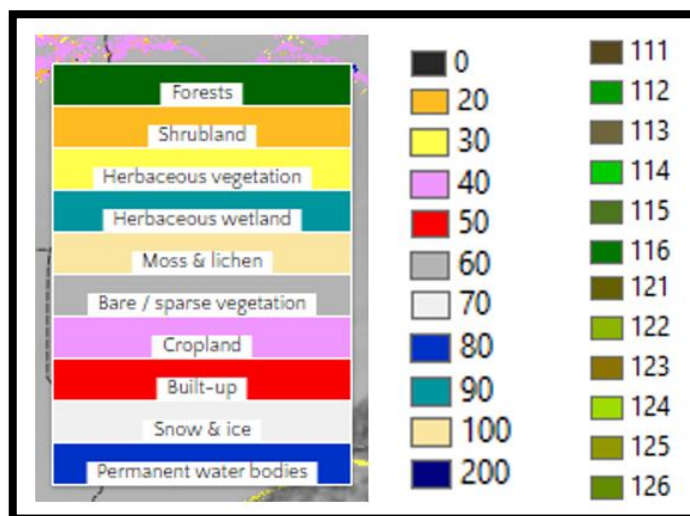 Forests
Shrubland
Herbaceous vegetation
Herbaceous wetland
Moss & lichen
Bare / sparse vegetation
Cropland
Built-up
Snow & ice
Permanent water bodies
0
20
30
40
50
60
70
80
90
100
200
111
112
113
114
115
116
121
122
123
124
125
126